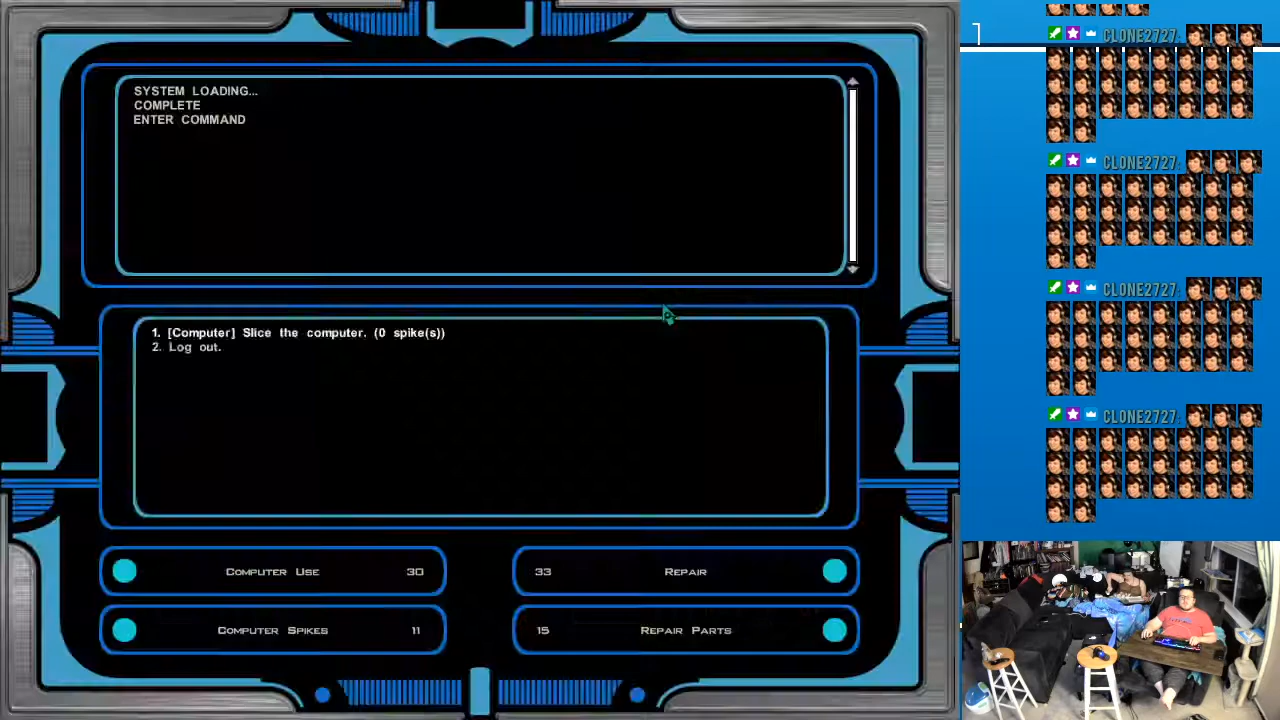 SYSTEM LOADING...
COMPLETE
ENTER COMMAND
1. [Computer] Slice the computer. (0 spike(s))
2. Log out.
COMPUTER USE 30
33 REPAIR
COMPUTER SPIKES 11
15 REPAIR PARTS
1
CLONE2727:
CLONE2727:
CLONE2727:
CLONE2727: